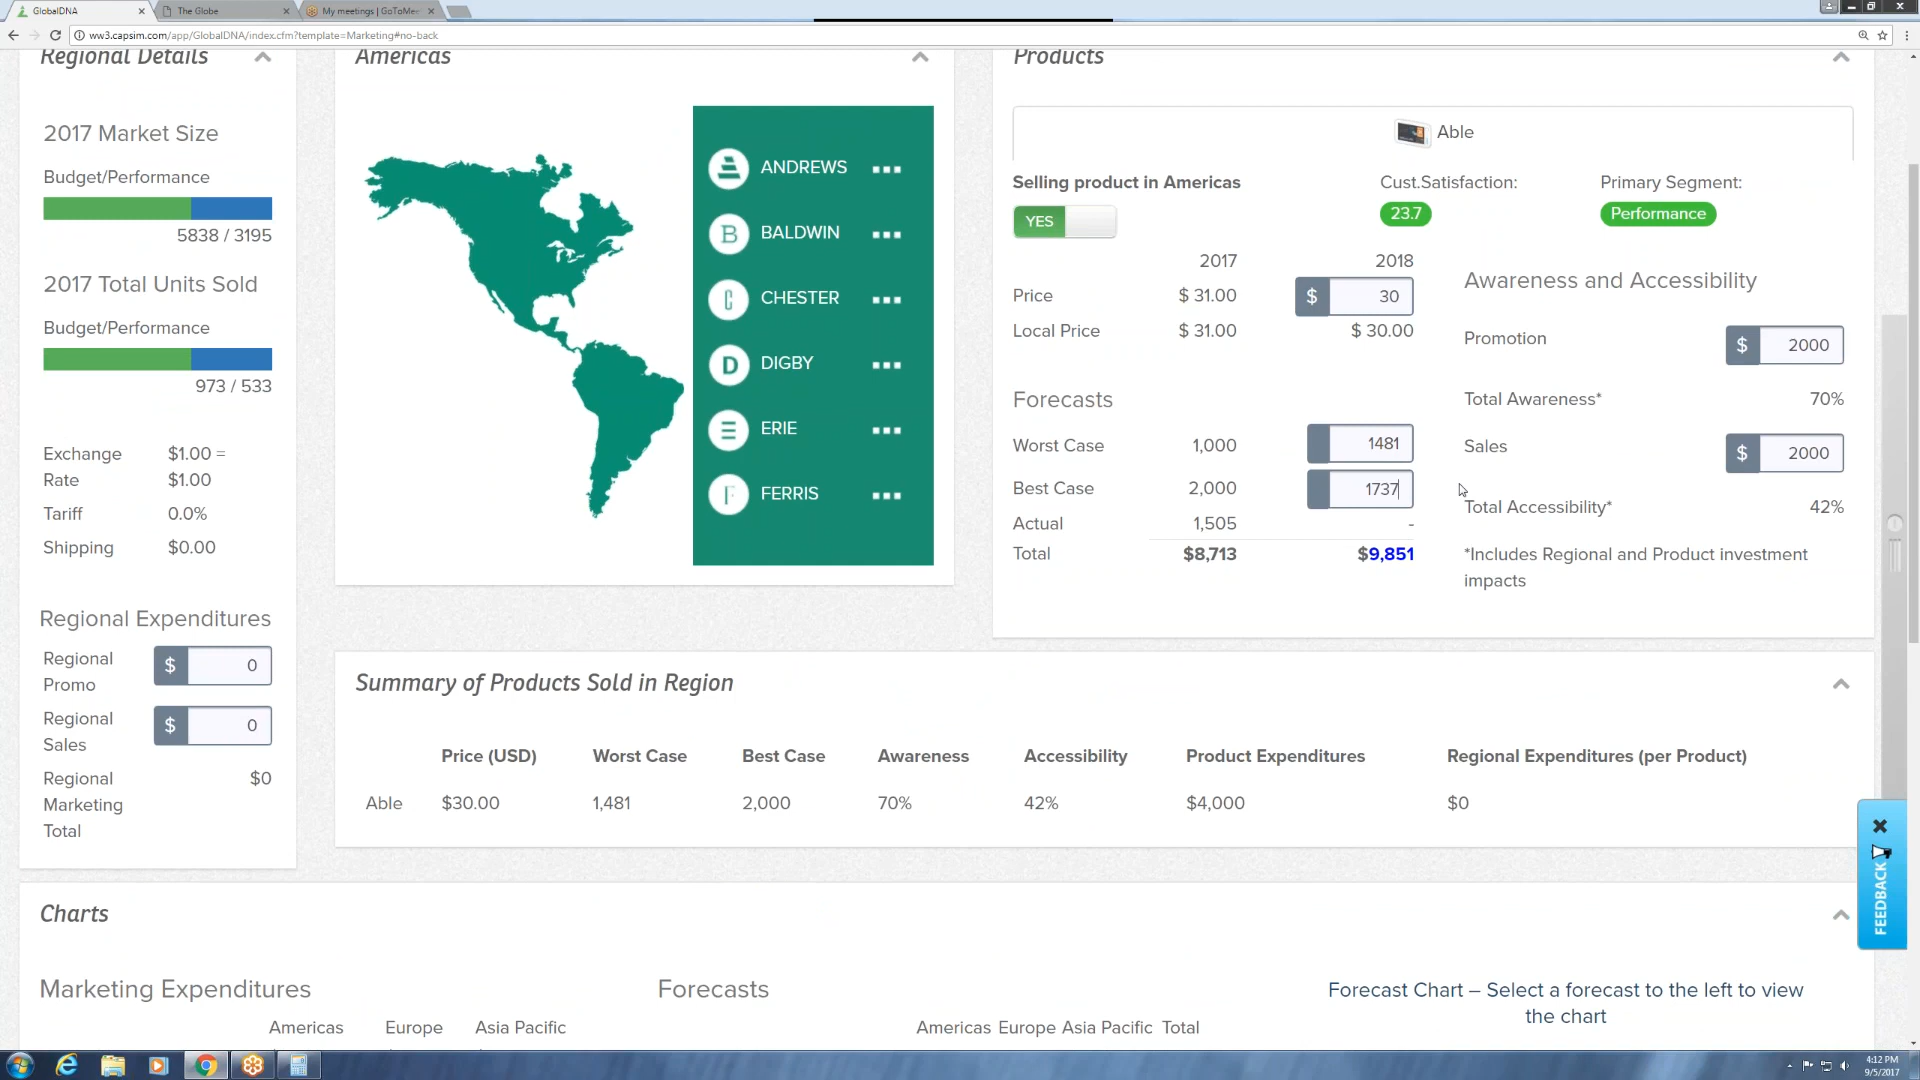 GlobalDNA
The Globe
My meetings | GoToMee
ww3.capsim.com/app/GlobalDNA/index.cfm?template=Marketing#no-back
Regional Details
2017 Market Size
Budget/Performance
5838 / 3195
2017 Total Units Sold
Budget/Performance
973 / 533
Exchange Rate $1.00 = $1.00
Tariff 0.0%
Shipping $0.00
Regional Expenditures
Regional Promo $ 0
Regional Sales $ 0
Regional Marketing Total $0
Americas
ANDREWS
B BALDWIN
C CHESTER
D DIGBY
E ERIE
F FERRIS
Products
Able
Selling product in Americas
YES
Cust.Satisfaction:
23.7
Primary Segment:
Performance
2017 2018
Price $ 31.00 $ 30
Local Price $ 31.00 $ 30.00
Forecasts
Worst Case 1,000 1481
Best Case 2,000 1737
Actual 1,505 -
Total $8,713 $9,851
Awareness and Accessibility
Promotion $ 2000
Total Awareness* 70%
Sales $ 2000
Total Accessibility* 42%
*Includes Regional and Product investment
impacts
Summary of Products Sold in Region
Price (USD) Worst Case Best Case Awareness Accessibility Product Expenditures Regional Expenditures (per Product)
Able $30.00 1,481 2,000 70% 42% $4,000 $0
FEEDBACK
Charts
Marketing Expenditures
Americas Europe Asia Pacific
Forecasts
Americas Europe Asia Pacific Total
Forecast Chart – Select a forecast to the left to view
the chart
4:12 PM
9/5/2017